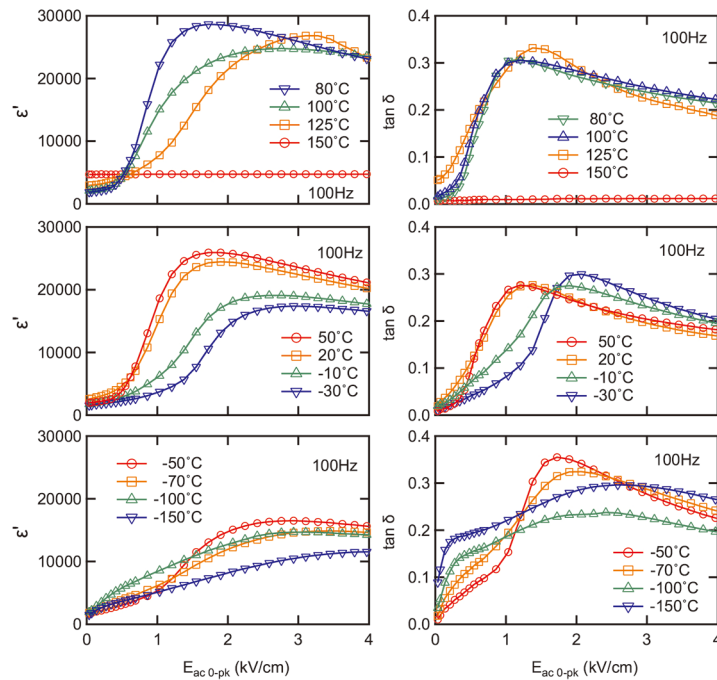 30000
20000
10000
0
ε'
80˚C
100˚C
125˚C
150˚C
100Hz
0.4
0.3
0.2
0.1
0.0
tan δ
100Hz
80˚C
100˚C
125˚C
150˚C
30000
20000
10000
0
ε'
100Hz
50˚C
20˚C
-10˚C
-30˚C
0.4
0.3
0.2
0.1
0.0
tan δ
100Hz
50˚C
20˚C
-10˚C
-30˚C
30000
20000
10000
0
ε'
-50˚C
-70˚C
-100˚C
-150˚C
100Hz
0 1 2 3 4
E ac 0-pk (kV/cm)
0.4
0.3
0.2
0.1
0.0
tan δ
100Hz
-50˚C
-70˚C
-100˚C
-150˚C
0 1 2 3 4
E ac 0-pk (kV/cm)